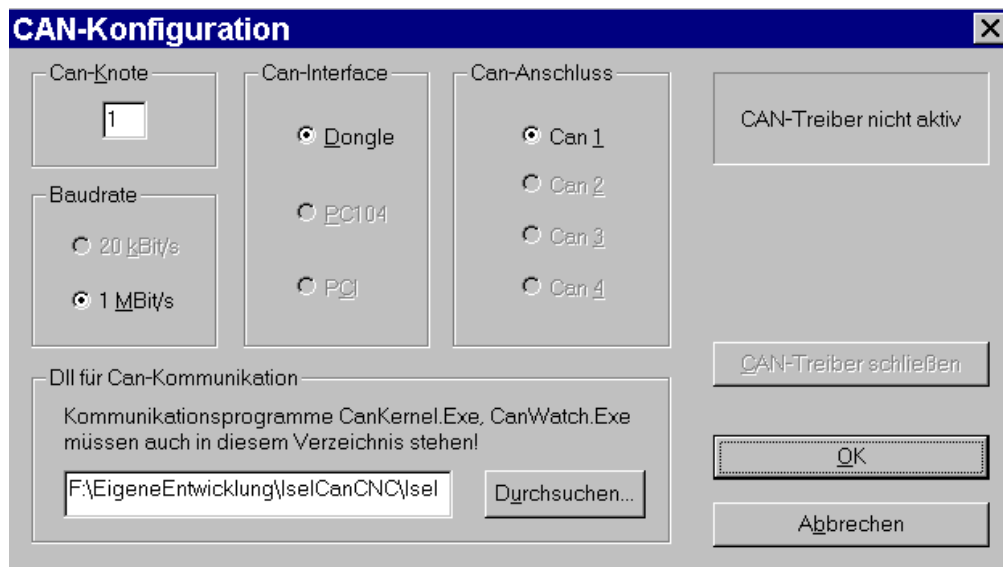 CAN-Konfiguration
Can-Knote
1
Baudrate
20 kBit/s
1 MBit/s
Can-Interface
Dongle
PC104
PCI
Can-Anschluss
Can 1
Can 2
Can 3
Can 4
CAN-Treiber nicht aktiv
CAN-Treiber schließen
Dll für Can-Kommunikation
Kommunikationsprogramme CanKernel.Exe, CanWatch.Exe
müssen auch in diesem Verzeichnis stehen!
F:\EigeneEntwicklung\IselCanCNC\Isel
Durchsuchen...
OK
Abbrechen